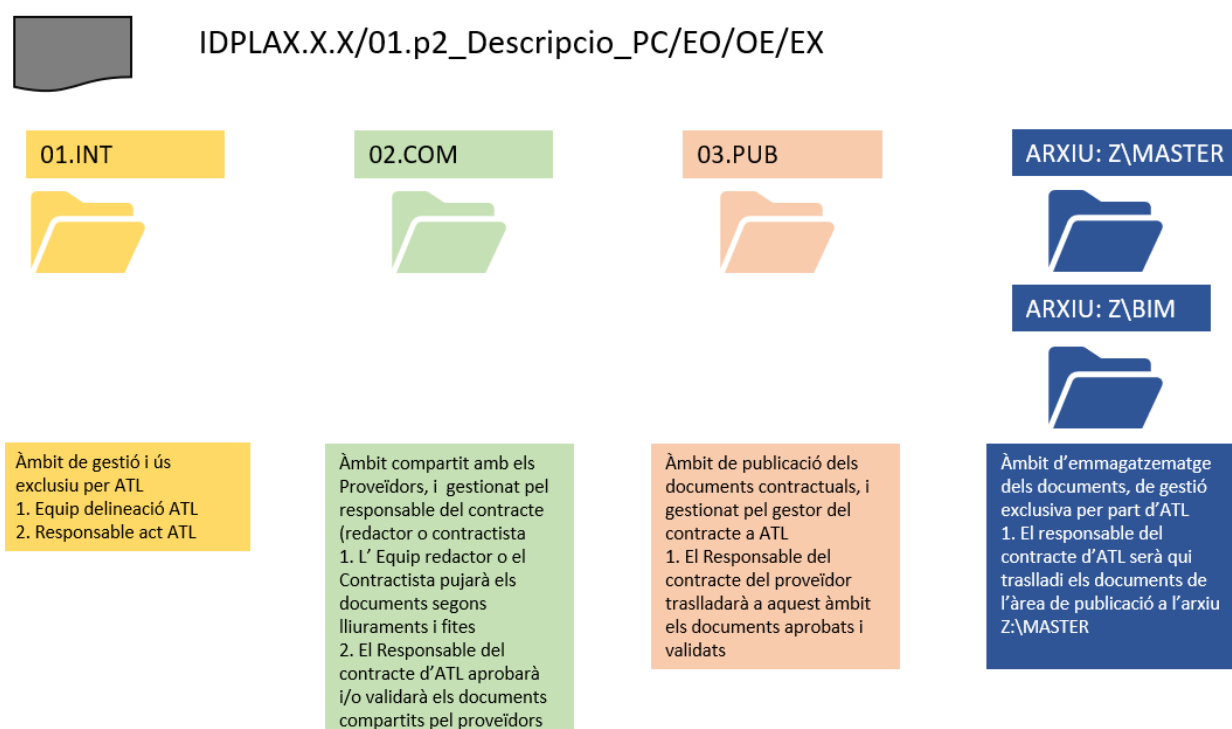 IDPLAX.X.X/01.p2_Descripcio_PC/EO/OE/EX
01.INT
02.COM
03.PUB
ARXIU: Z\MASTER
ARXIU: Z\BIM
Àmbit de gestió i ús
exclusiu per ATL
1. Equip delineació ATL
2. Responsable act ATL
Àmbit compartit amb els
Proveïdors, i gestionat pel
responsable del contracte
(redactor o contractista
1. L’ Equip redactor o el
Contractista pujarà els
documents segons
lliuraments i fites
2. El Responsable del
contracte d’ATL aprobarà
i/o validarà els documents
compartits pel proveïdors
Àmbit de publicació dels
documents contractuals, i
gestionat pel gestor del
contracte a ATL
1. El Responsable del
contracte del proveïdor
traslladarà a aquest àmbit
els documents aprobats i
validats
Àmbit d’emmagatzematge
dels documents, de gestió
exclusiva per part d’ATL
1. El responsable del
contracte d’ATL serà qui
traslladi els documents de
l’àrea de publicació a l’arxiu
Z:\MASTER